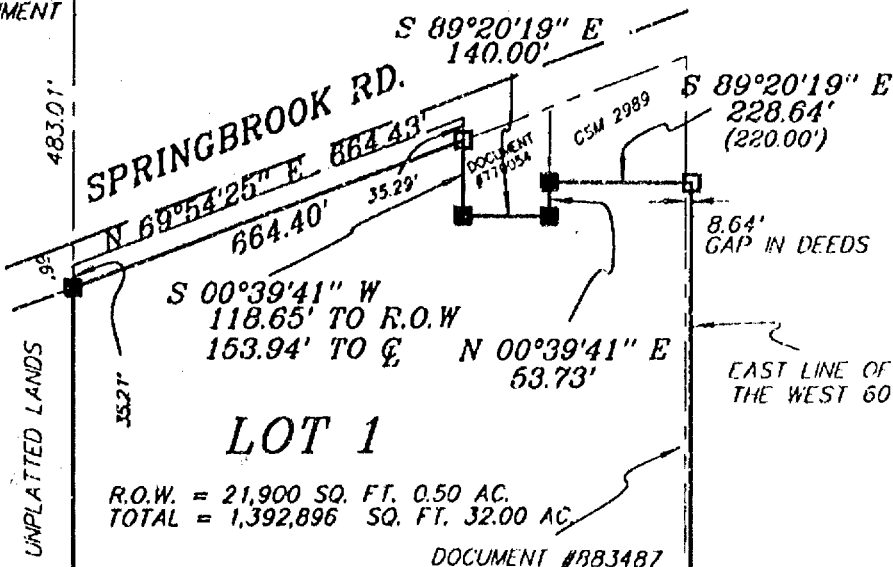 MENT
S 89°20'19" E
140.00'
S 89°20'19" E
228.64'
(220.00')
483.01'
SPRINGBROOK RD.
CSM 2989
DOCUMENT
N 69°54'25" E 664.43'
664.40'
35.29'
8.64'
GAP IN DEEDS
66'
S 00°39'41" W
118.65' TO R.O.W
153.94' TO ℄
N 00°39'41" E
53.73'
35.27'
EAST LINE OF
THE WEST 60
UNPLATTED LANDS
LOT 1
R.O.W. = 21,900 SQ. FT. 0.50 AC.
TOTAL = 1,392,896 SQ. FT. 32.00 AC.
DOCUMENT #883487